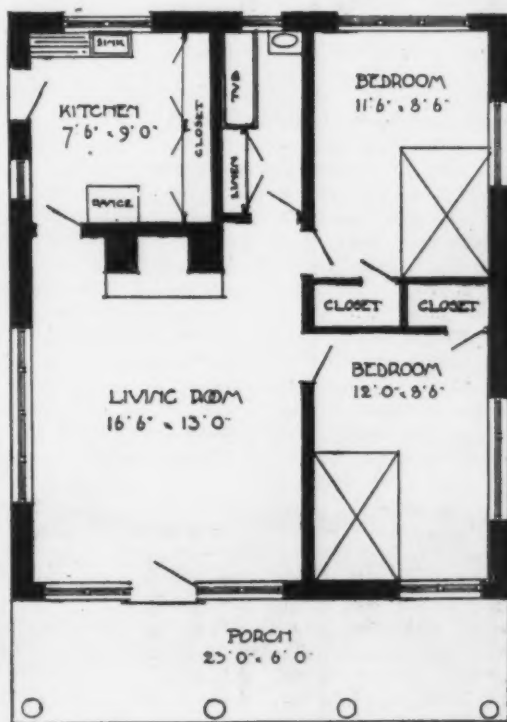 SINK
KITCHEN
7'6" x 9'0"
CLOSET
TUB
LINEN
RANGE
BEDROOM
11'6" x 8'6"
CLOSET
CLOSET
LIVING ROOM
16'6" x 13'0"
BEDROOM
12'0" x 8'6"
PORCH
23'0" x 6'0"